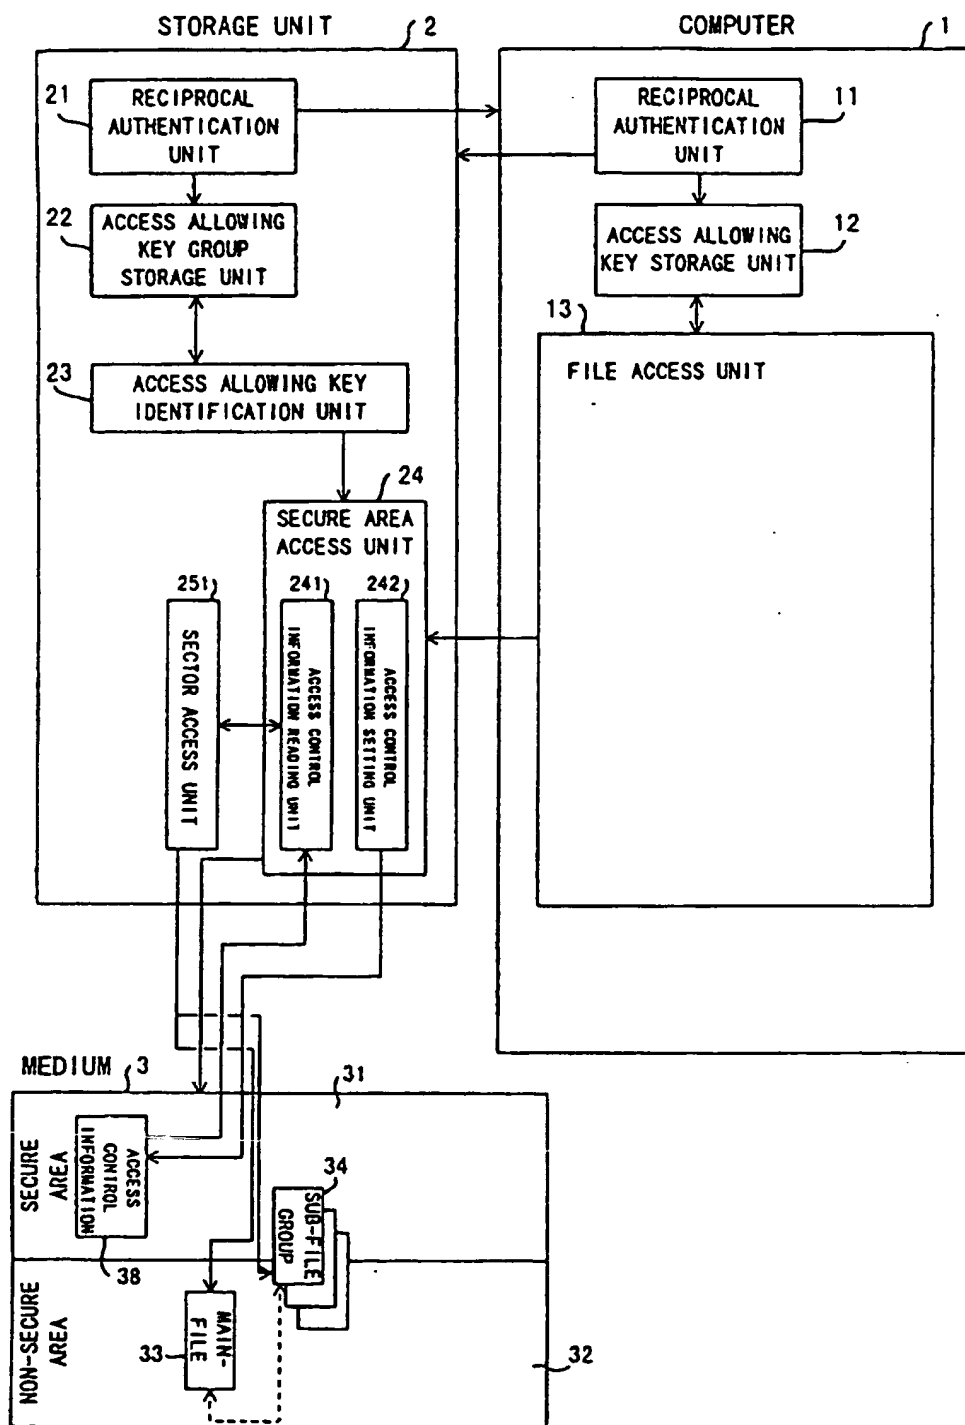 STORAGE UNIT
2
COMPUTER
1
21
RECIPROCAL
AUTHENTICATION
UNIT
11
RECIPROCAL
AUTHENTICATION
UNIT
22
ACCESS ALLOWING
KEY GROUP
STORAGE UNIT
12
ACCESS ALLOWING
KEY STORAGE UNIT
13
FILE ACCESS UNIT
23
ACCESS ALLOWING KEY
IDENTIFICATION UNIT
24
SECURE AREA
ACCESS UNIT
251
SECTOR ACCESS UNIT
241
ACCESS CONTROL
INFORMATION READING UNIT
242
ACCESS CONTROL
INFORMATION SETTING UNIT
MEDIUM
3
31
SECURE
AREA
ACCESS
CONTROL
INFORMATION
38
34
SUB-FILE
GROUP
NON-SECURE
AREA
33
MAIN-
FILE
32